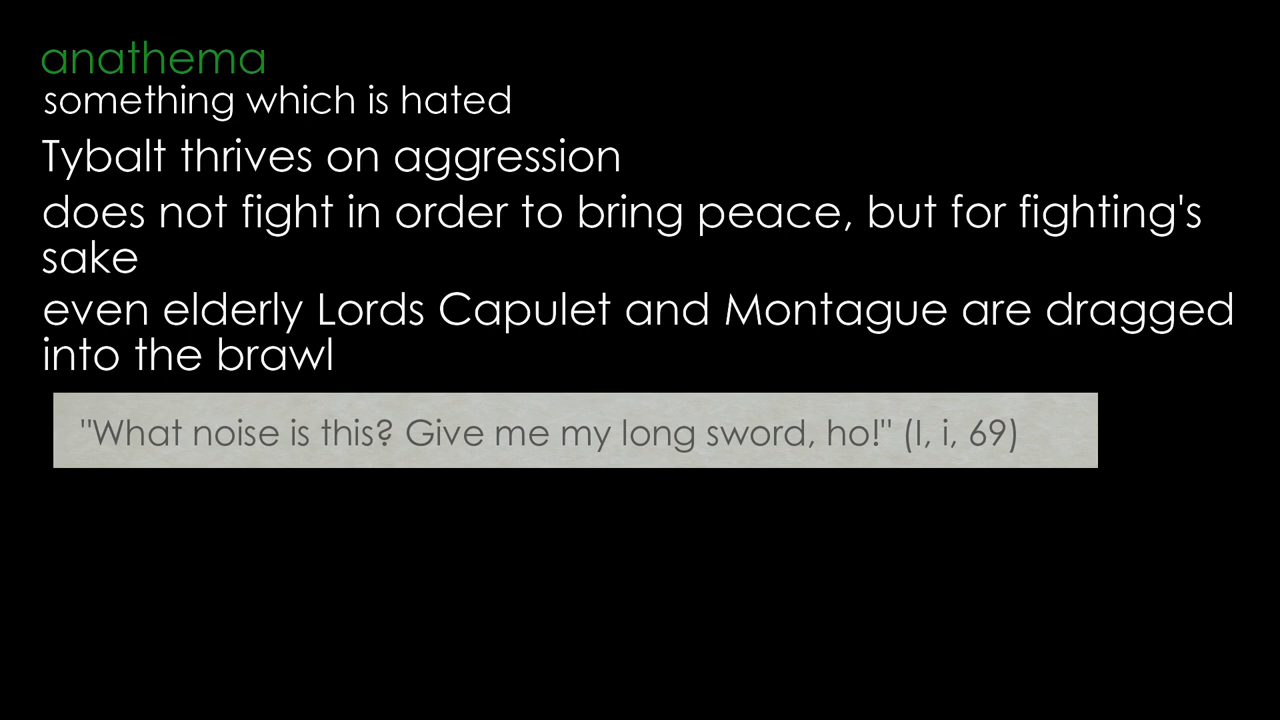 anathema
something which is hated
Tybalt thrives on aggression
does not fight in order to bring peace, but for fighting's
sake
even elderly Lords Capulet and Montague are dragged
into the brawl
"What noise is this? Give me my long sword, ho!" (I, i, 69)